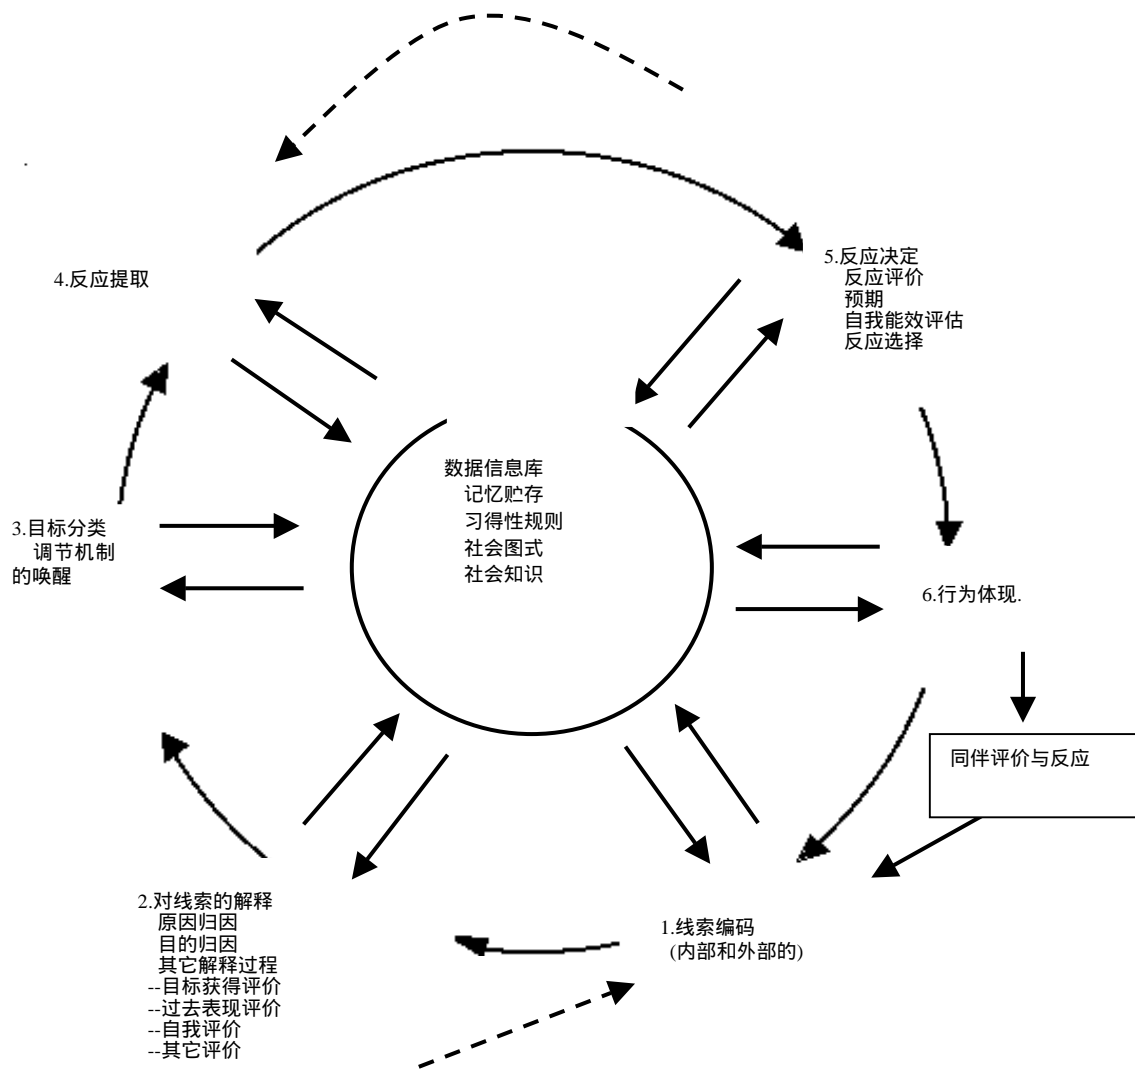 4.反应提取
5.反应决定
反应评价
预期
自我能效评估
反应选择
数据信息库
记忆贮存
习得性规则
社会图式
社会知识
3.目标分类
调节机制
的唤醒
6.行为体现.
同伴评价与反应
2.对线索的解释
原因归因
目的归因
其它解释过程
--目标获得评价
--过去表现评价
--自我评价
--其它评价
1.线索编码
(内部和外部的)